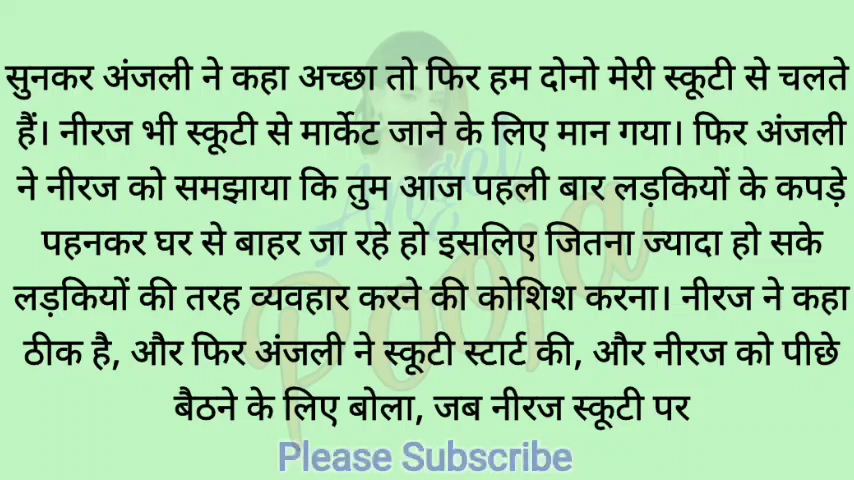 सुनकर अंजली ने कहा अच्छा तो फिर हम दोनो मेरी स्कूटी से चलते
हैं। नीरज भी स्कूटी से मार्केट जाने के लिए मान गया। फिर अंजली
ने नीरज को समझाया कि तुम आज पहली बार लड़कियों के कपड़े
पहनकर घर से बाहर जा रहे हो इसलिए जितना ज्यादा हो सके
लड़कियों की तरह व्यवहार करने की कोशिश करना। नीरज ने कहा
ठीक है, और फिर अंजली ने स्कूटी स्टार्ट की, और नीरज को पीछे
बैठने के लिए बोला, जब नीरज स्कूटी पर
Angel
Pooja
Please Subscribe